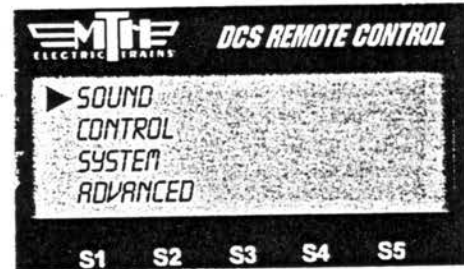 MTH DCS REMOTE CONTROL
ELECTRIC TRAINS
SOUND
CONTROL
SYSTEM
ADVANCED
S1 S2 S3 S4 S5